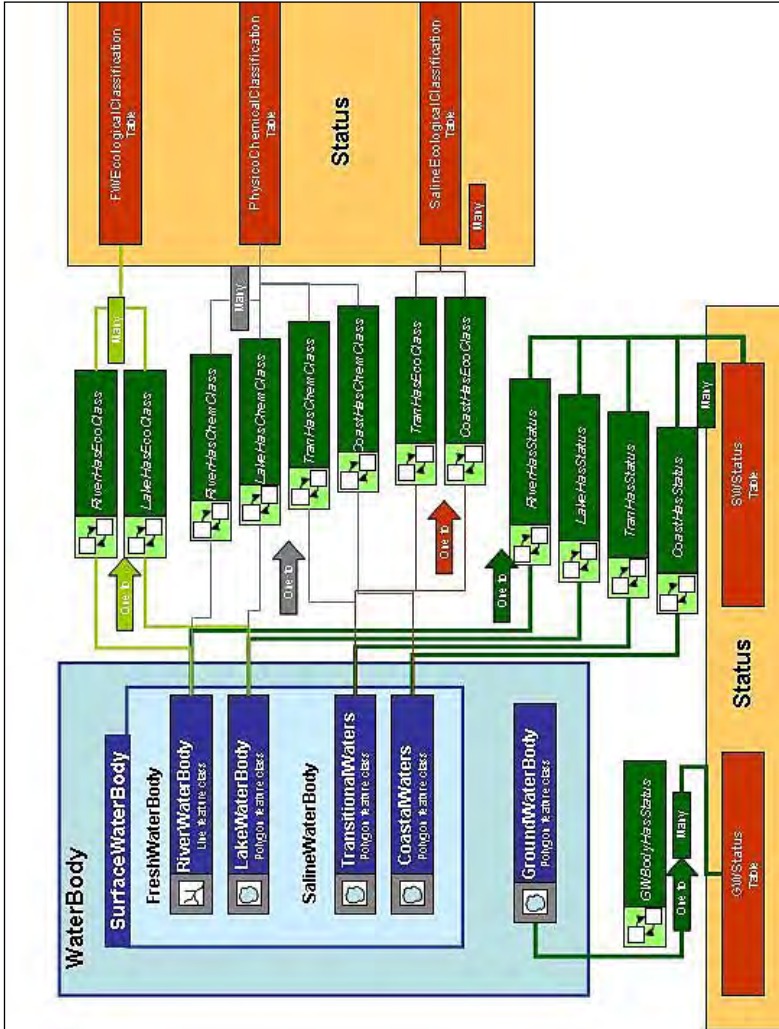 WaterBody
SurfaceWaterBody
FreshWaterBody
RiverWaterBody
Line feature class
LakeWaterBody
Polygon feature class
SalineWaterBody
TransitionalWaters
Polygon feature class
CoastalWaters
Polygon feature class
GroundWaterBody
Polygon feature class
One-to
One-to
One-to
One-to
RiverHasEcoClass
LakeHasEcoClass
RiverHasChemClass
LakeHasChemClass
TranHasChemClass
CoastHasChemClass
TranHasEcoClass
CoastHasEcoClass
RiverHasStatus
LakeHasStatus
TranHasStatus
CoastHasStatus
Many
Many
Many
Many
FWEcologicalClassification
Table
PhysicoChemicalClassification
Table
SalineEcologicalClassification
Table
Status
GWBodyHasStatus
One-to
Many
GWStatus
Table
Status
SWStatus
Table